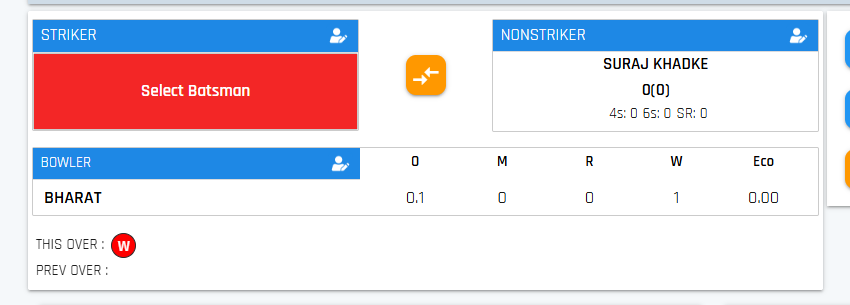 STRIKER
Select Batsman
NONSTRIKER
SURAJ KHADKE
0(0)
4s: 0 6s: 0 SR: 0
BOWLER O M R W Eco
BHARAT 0.1 0 0 1 0.00
THIS OVER : W
PREV OVER :